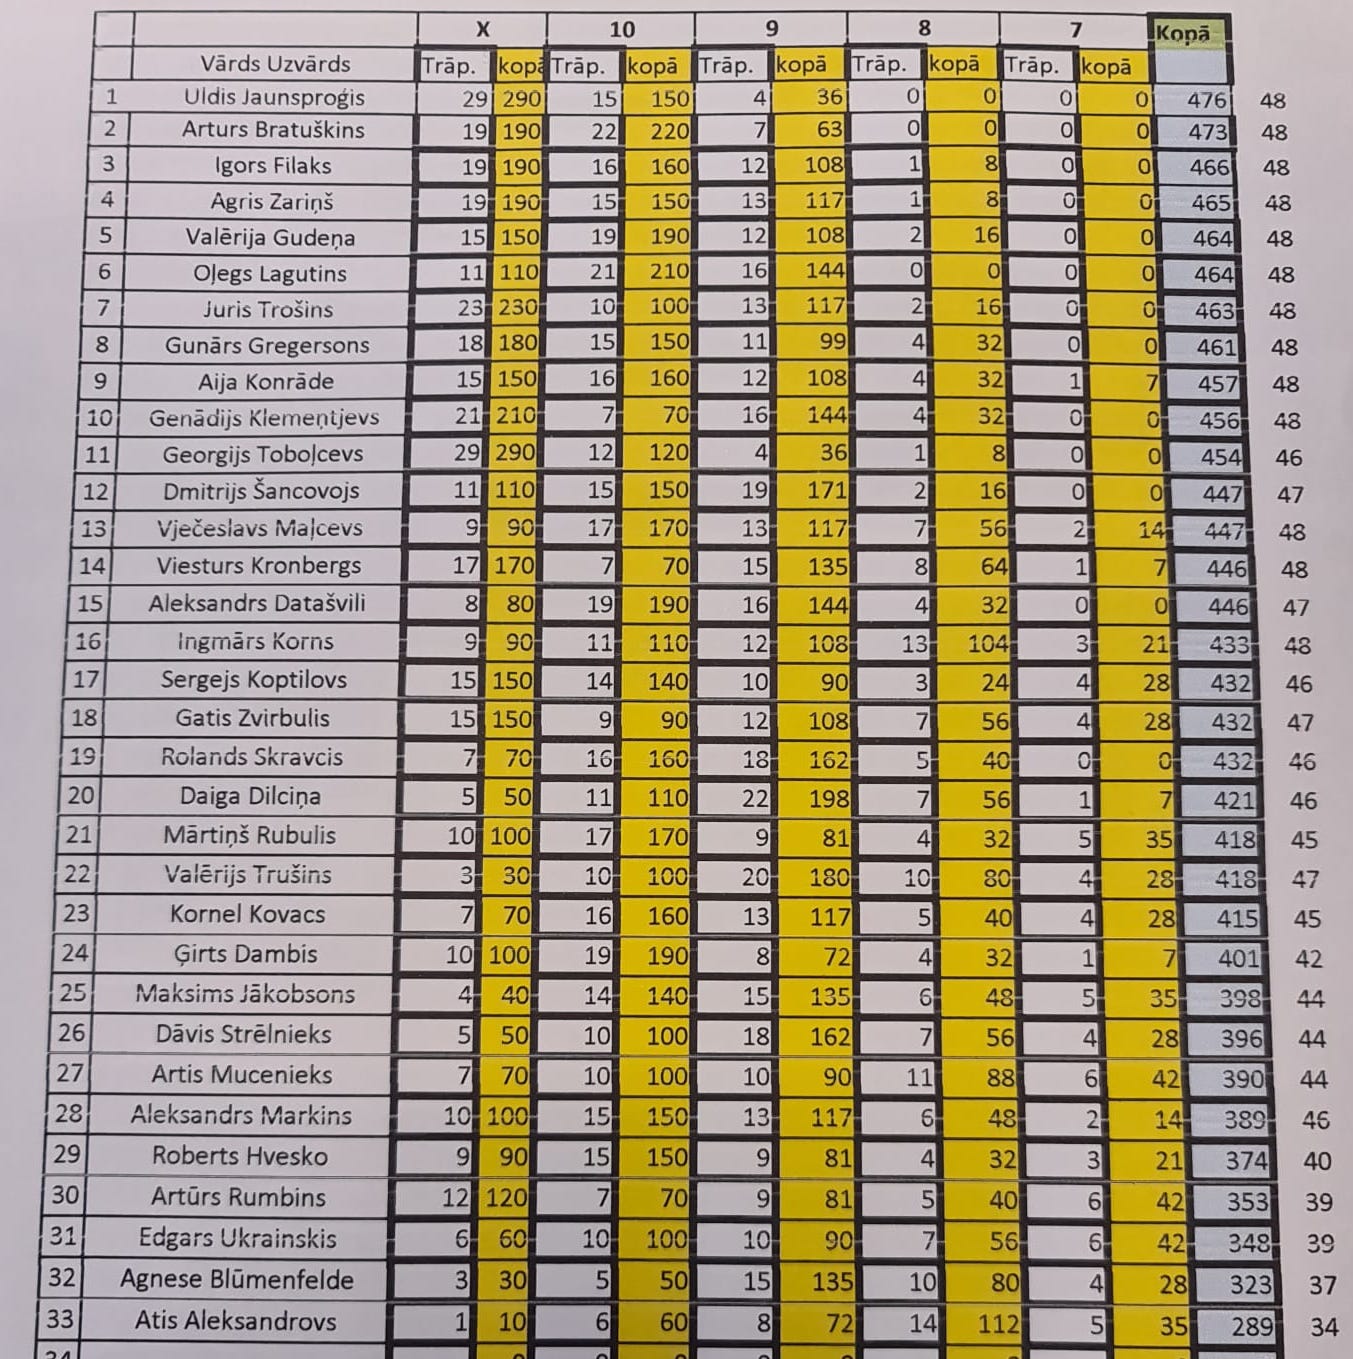 X 10 9 8 7 Kopā
Vārds Uzvārds Trāp. kopā Trāp. kopā Trāp. kopā Trāp. kopā Trāp. kopā
1 Uldis Jaunsproģis 29 290 15 150 4 36 0 0 0 0 476 48
2 Arturs Bratuškins 19 190 22 220 7 63 0 0 0 0 473 48
3 Igors Filaks 19 190 16 160 12 108 1 8 0 0 466 48
4 Agris Zariņš 19 190 15 150 13 117 1 8 0 0 465 48
5 Valērija Gudeņa 15 150 19 190 12 108 2 16 0 0 464 48
6 Oļegs Lagutins 11 110 21 210 16 144 0 0 0 0 464 48
7 Juris Trošins 23 230 10 100 13 117 2 16 0 0 463 48
8 Gunārs Gregersons 18 180 15 150 11 99 4 32 0 0 461 48
9 Aija Konrāde 15 150 16 160 12 108 4 32 1 7 457 48
10 Genādijs Klemeņtjevs 21 210 7 70 16 144 4 32 0 0 456 48
11 Georgijs Toboļcevs 29 290 12 120 4 36 1 8 0 0 454 46
12 Dmitrijs Šancovojs 11 110 15 150 19 171 2 16 0 0 447 47
13 Vječeslavs Maļcevs 9 90 17 170 13 117 7 56 2 14 447 48
14 Viesturs Kronbergs 17 170 7 70 15 135 8 64 1 7 446 48
15 Aleksandrs Datašvili 8 80 19 190 16 144 4 32 0 0 446 47
16 Ingmārs Korns 9 90 11 110 12 108 13 104 3 21 433 48
17 Sergejs Koptilovs 15 150 14 140 10 90 3 24 4 28 432 46
18 Gatis Zvirbulis 15 150 9 90 12 108 7 56 4 28 432 47
19 Rolands Skravcis 7 70 16 160 18 162 5 40 0 0 432 46
20 Daiga Dilciņa 5 50 11 110 22 198 7 56 1 7 421 46
21 Mārtiņš Rubulis 10 100 17 170 9 81 4 32 5 35 418 45
22 Valērijs Trušins 3 30 10 100 20 180 10 80 4 28 418 47
23 Kornel Kovacs 7 70 16 160 13 117 5 40 4 28 415 45
24 Ģirts Dambis 10 100 19 190 8 72 4 32 1 7 401 42
25 Maksims Jākobsons 4 40 14 140 15 135 6 48 5 35 398 44
26 Dāvis Strēlnieks 5 50 10 100 18 162 7 56 4 28 396 44
27 Artis Mucenieks 7 70 10 100 10 90 11 88 6 42 390 44
28 Aleksandrs Markins 10 100 15 150 13 117 6 48 2 14 389 46
29 Roberts Hvesko 9 90 15 150 9 81 4 32 3 21 374 40
30 Artūrs Rumbins 12 120 7 70 9 81 5 40 6 42 353 39
31 Edgars Ukrainskis 6 60 10 100 10 90 7 56 6 42 348 39
32 Agnese Blūmenfelde 3 30 5 50 15 135 10 80 4 28 323 37
33 Atis Aleksandrovs 1 10 6 60 8 72 14 112 5 35 289 34